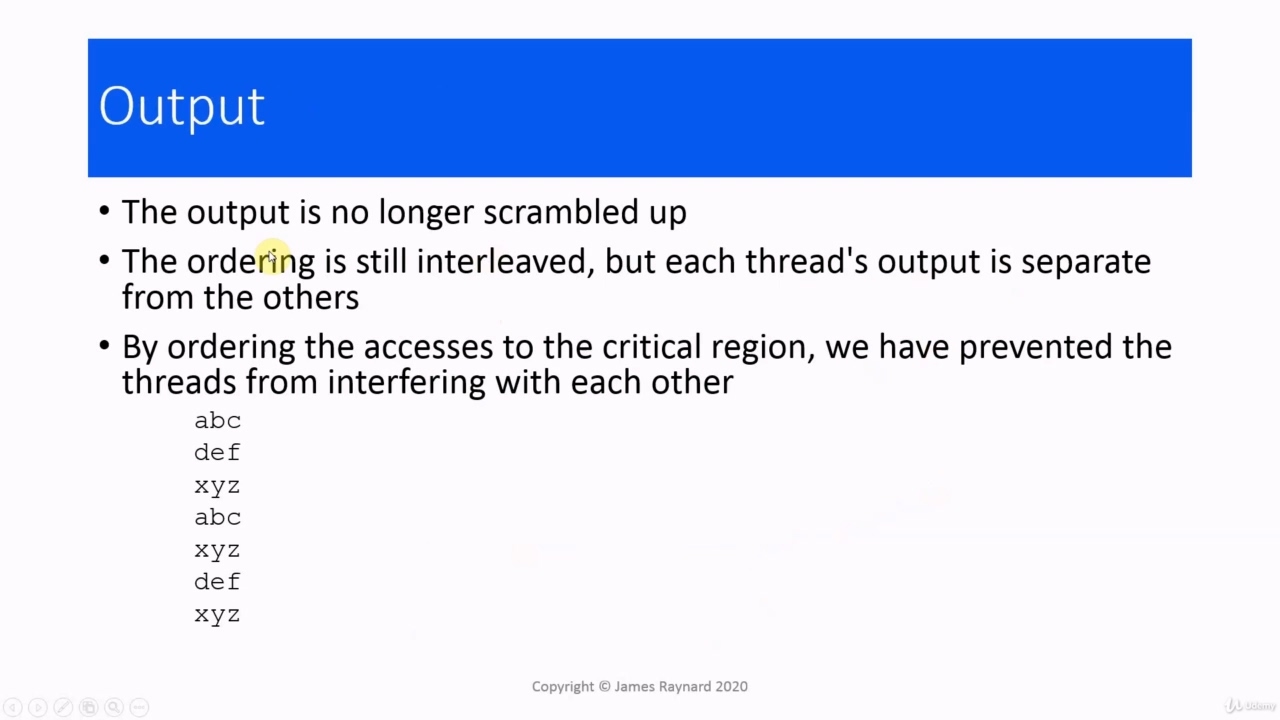 Output
• The output is no longer scrambled up
• The ordering is still interleaved, but each thread's output is separate
from the others
• By ordering the accesses to the critical region, we have prevented the
threads from interfering with each other
abc
def
xyz
abc
xyz
def
xyz
Copyright © James Raynard 2020
Udemy